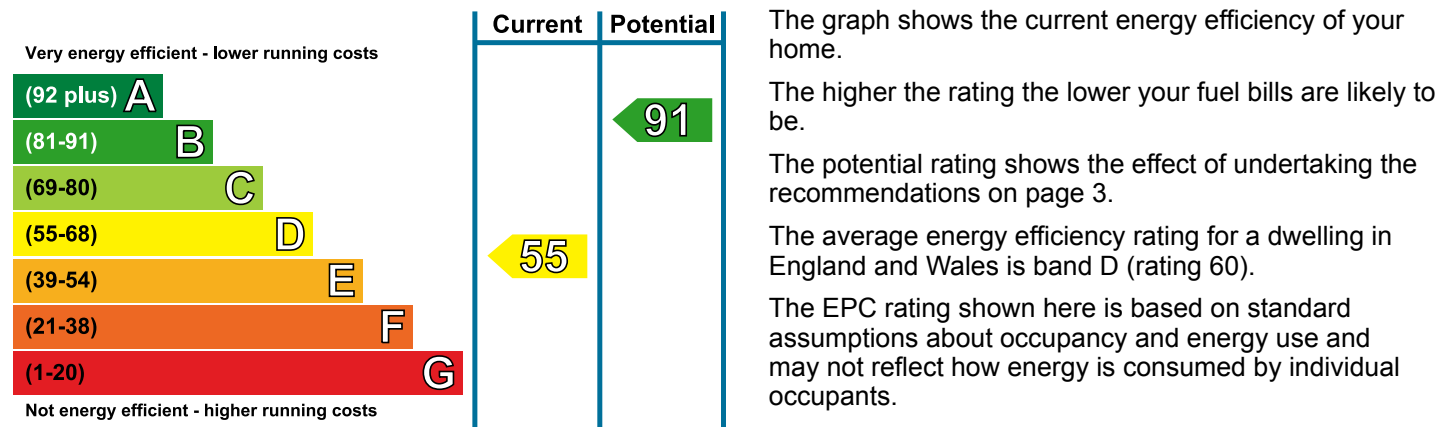 Current Potential
Very energy efficient - lower running costs
(92 plus) A
(81-91) B
(69-80) C
(55-68) D
(39-54) E
(21-38) F
(1-20) G
Not energy efficient - higher running costs
55
91
The graph shows the current energy efficiency of your
home.
The higher the rating the lower your fuel bills are likely to
be.
The potential rating shows the effect of undertaking the
recommendations on page 3.
The average energy efficiency rating for a dwelling in
England and Wales is band D (rating 60).
The EPC rating shown here is based on standard
assumptions about occupancy and energy use and
may not reflect how energy is consumed by individual
occupants.